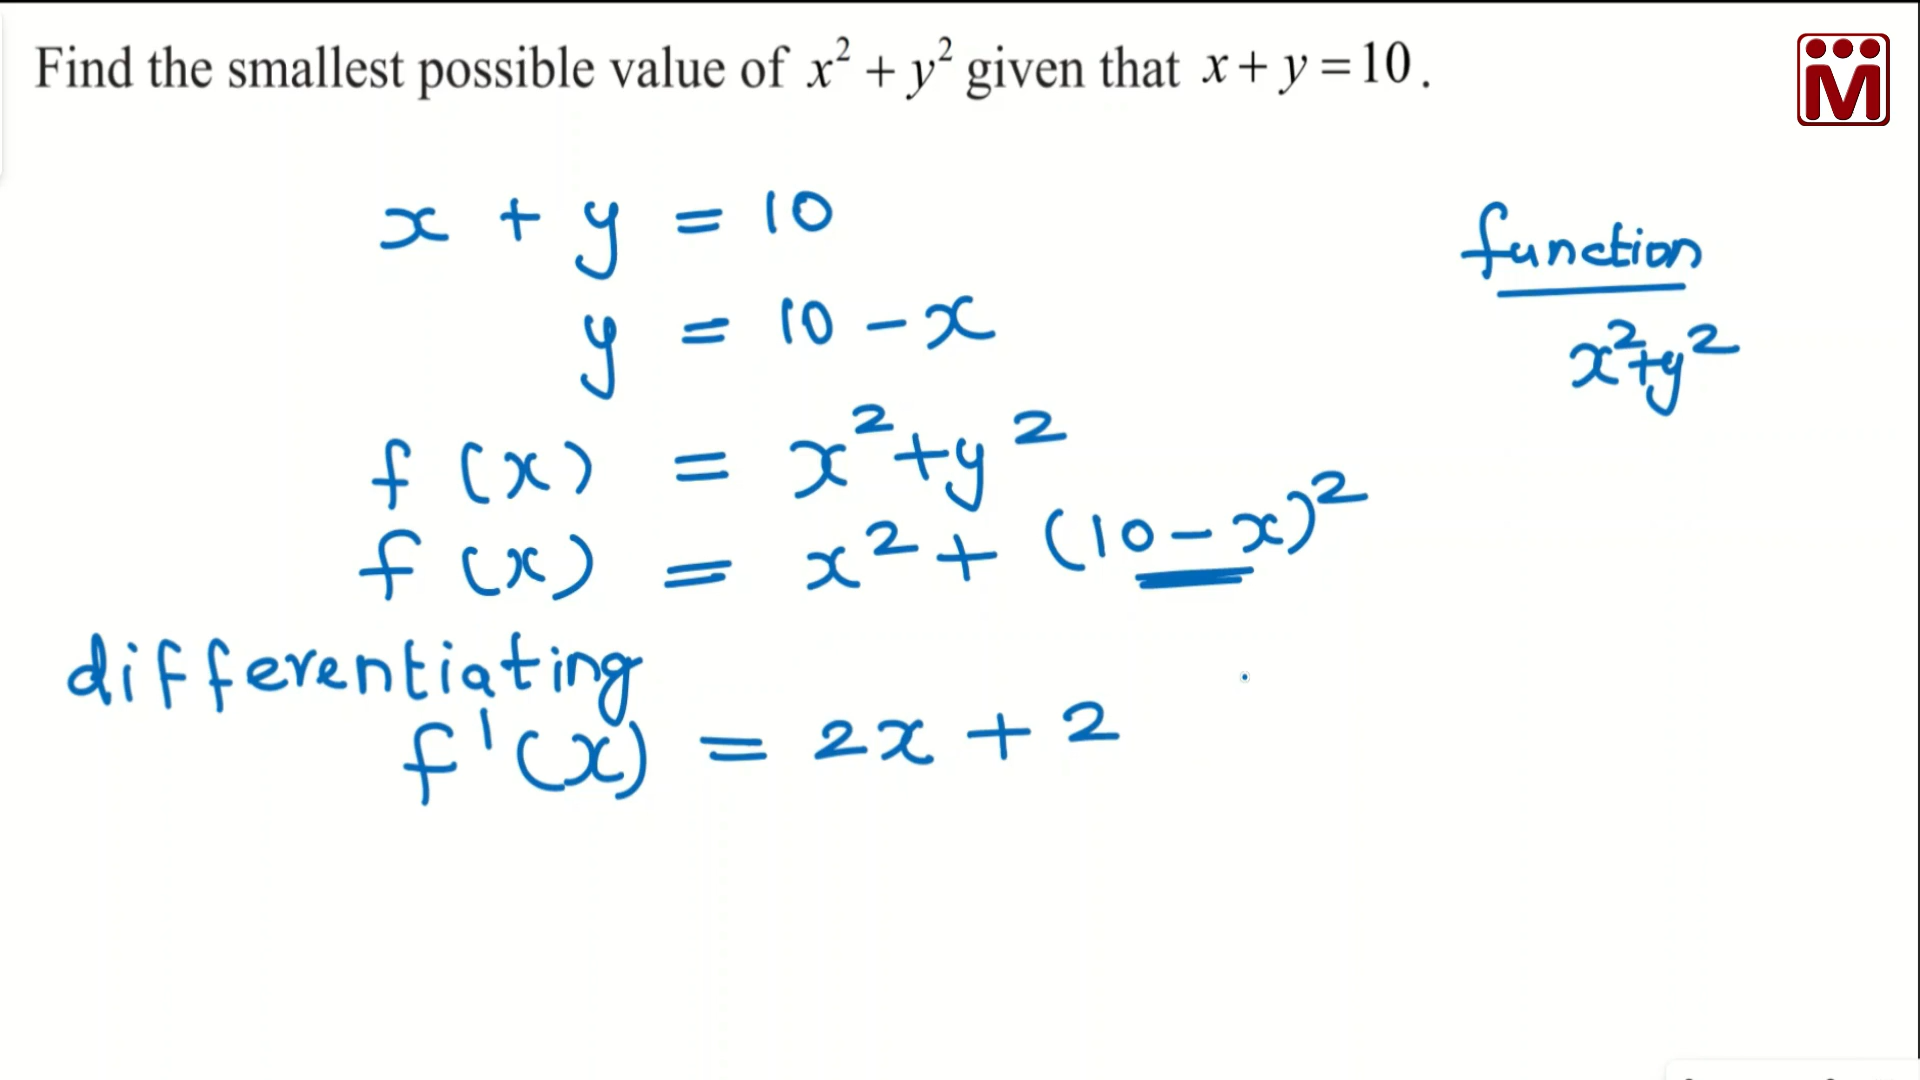 Find the smallest possible value of x² + y² given that x + y = 10.
M
x + y = 10
function
y = 10 - x
x²+y²
f (x) = x²+y²
f (x) = x² + (10 - x)²
differentiating
f'(x) = 2x + 2